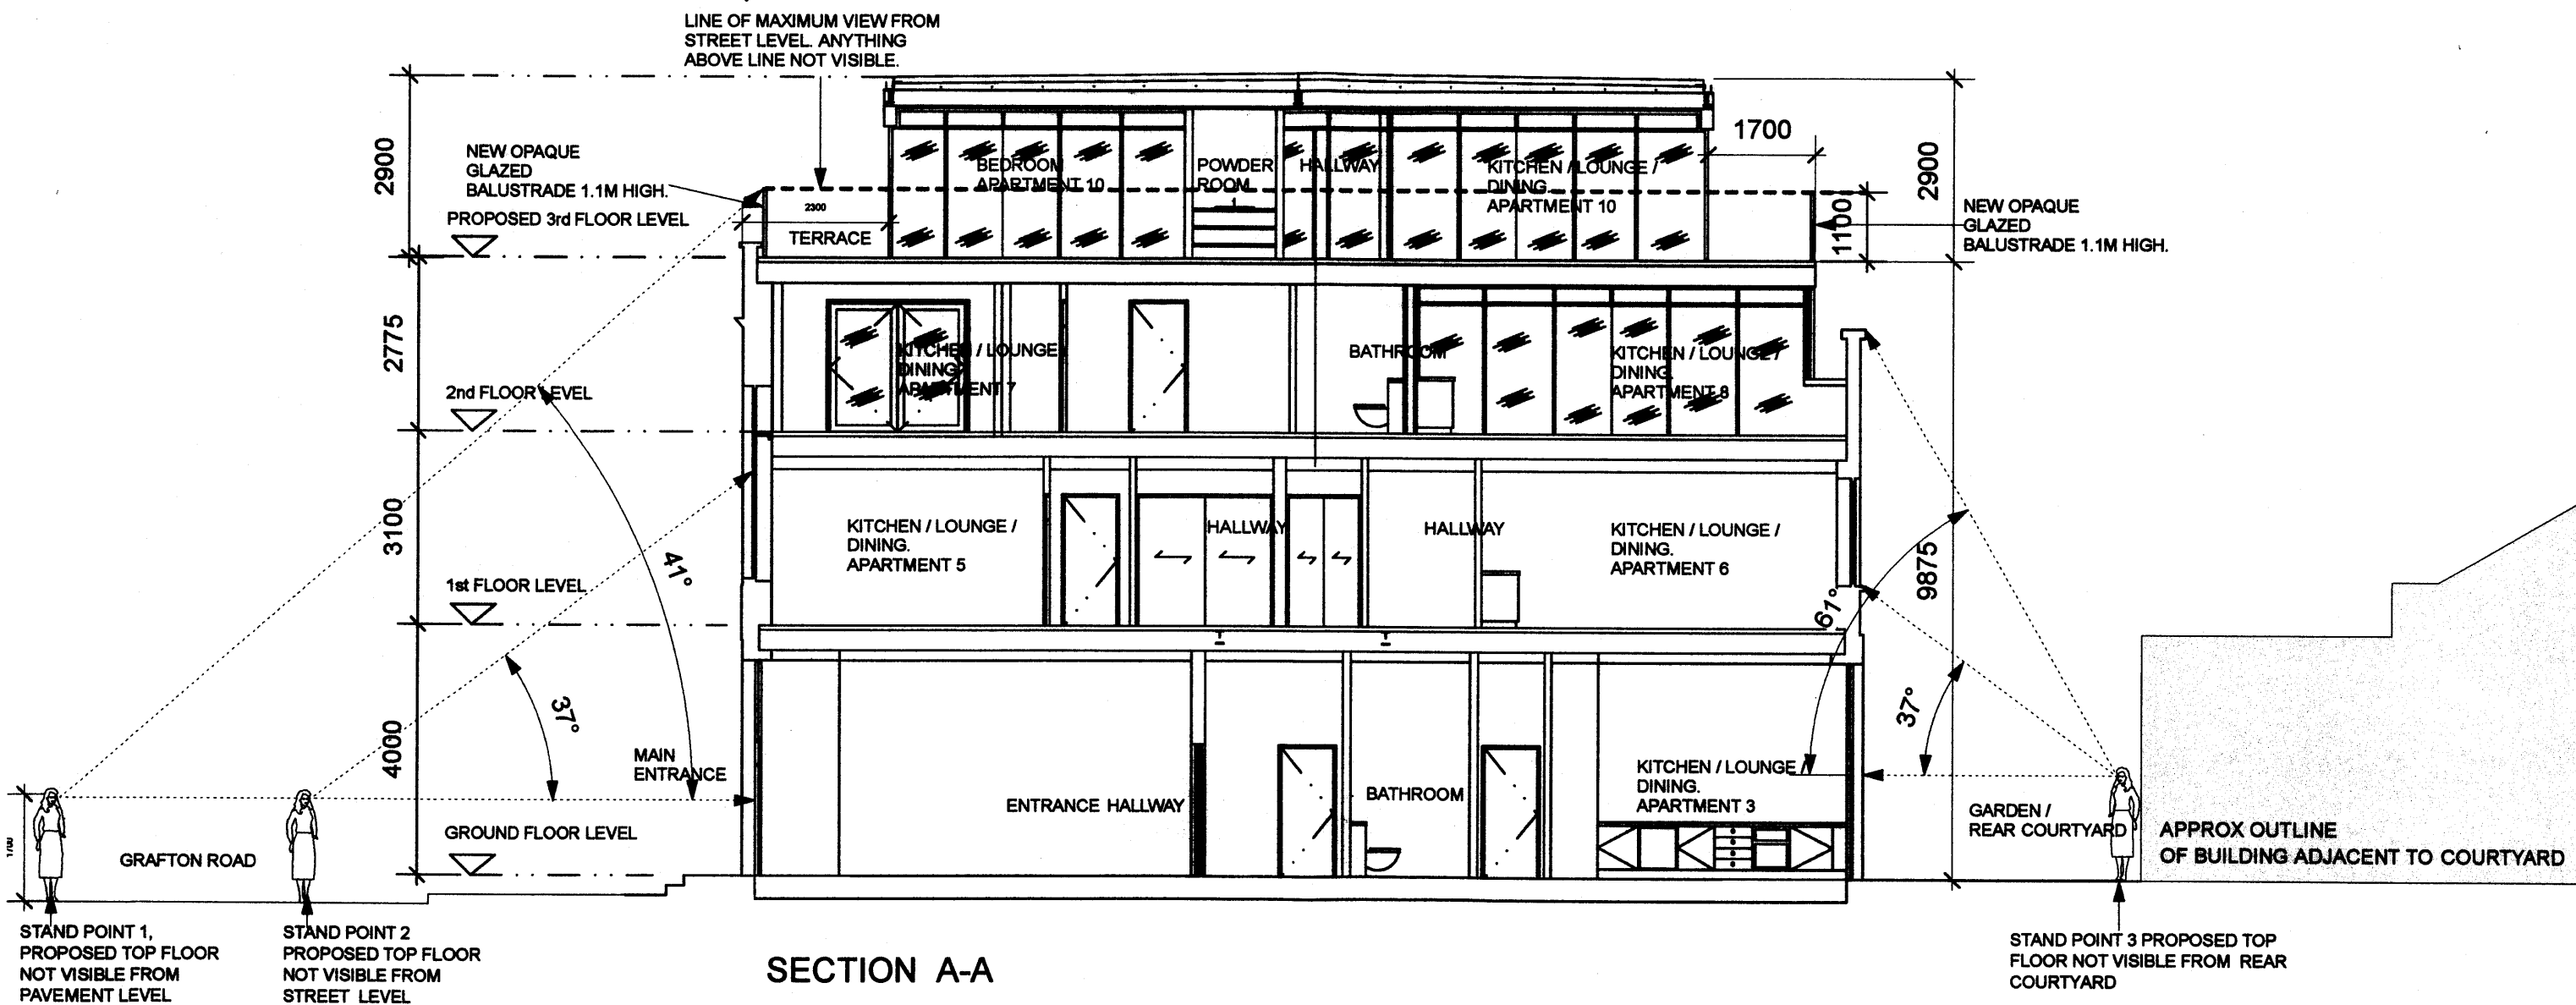 LINE OF MAXIMUM VIEW FROM
STREET LEVEL. ANYTHING
ABOVE LINE NOT VISIBLE.
2900
NEW OPAQUE
GLAZED
BALUSTRADE 1.1M HIGH.
PROPOSED 3rd FLOOR LEVEL
2300
TERRACE
BEDROOM
APARTMENT 10
POWDER
ROOM
HALLWAY
KITCHEN / LOUNGE /
DINING.
APARTMENT 10
1700
1100
2900
NEW OPAQUE
GLAZED
BALUSTRADE 1.1M HIGH.
2775
2nd FLOOR LEVEL
KITCHEN / LOUNGE /
DINING.
APARTMENT 7
BATHROOM
KITCHEN / LOUNGE /
DINING.
APARTMENT 8
3100
41°
1st FLOOR LEVEL
KITCHEN / LOUNGE /
DINING.
APARTMENT 5
HALLWAY
HALLWAY
KITCHEN / LOUNGE /
DINING.
APARTMENT 6
9875
61°
37°
37°
4000
MAIN
ENTRANCE
ENTRANCE HALLWAY
BATHROOM
KITCHEN / LOUNGE /
DINING.
APARTMENT 3
GARDEN /
REAR COURTYARD
APPROX OUTLINE
OF BUILDING ADJACENT TO COURTYARD
1700
GRAFTON ROAD
GROUND FLOOR LEVEL
STAND POINT 1,
PROPOSED TOP FLOOR
NOT VISIBLE FROM
PAVEMENT LEVEL
STAND POINT 2
PROPOSED TOP FLOOR
NOT VISIBLE FROM
STREET LEVEL
SECTION A-A
STAND POINT 3 PROPOSED TOP
FLOOR NOT VISIBLE FROM REAR
COURTYARD